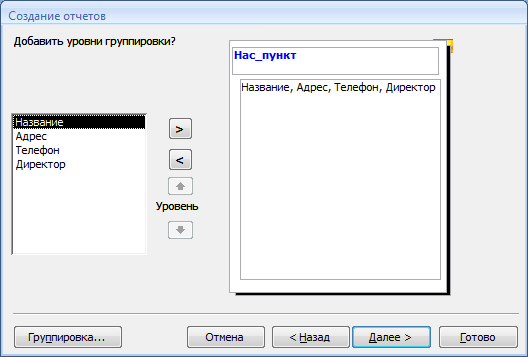 Создание отчетов
Добавить уровни группировки?
Нас_пункт
Название, Адрес, Телефон, Директор
Название
Адрес
Телефон
Директор
>
<
Уровень
Группировка...
Отмена
< Назад
Далее >
Готово